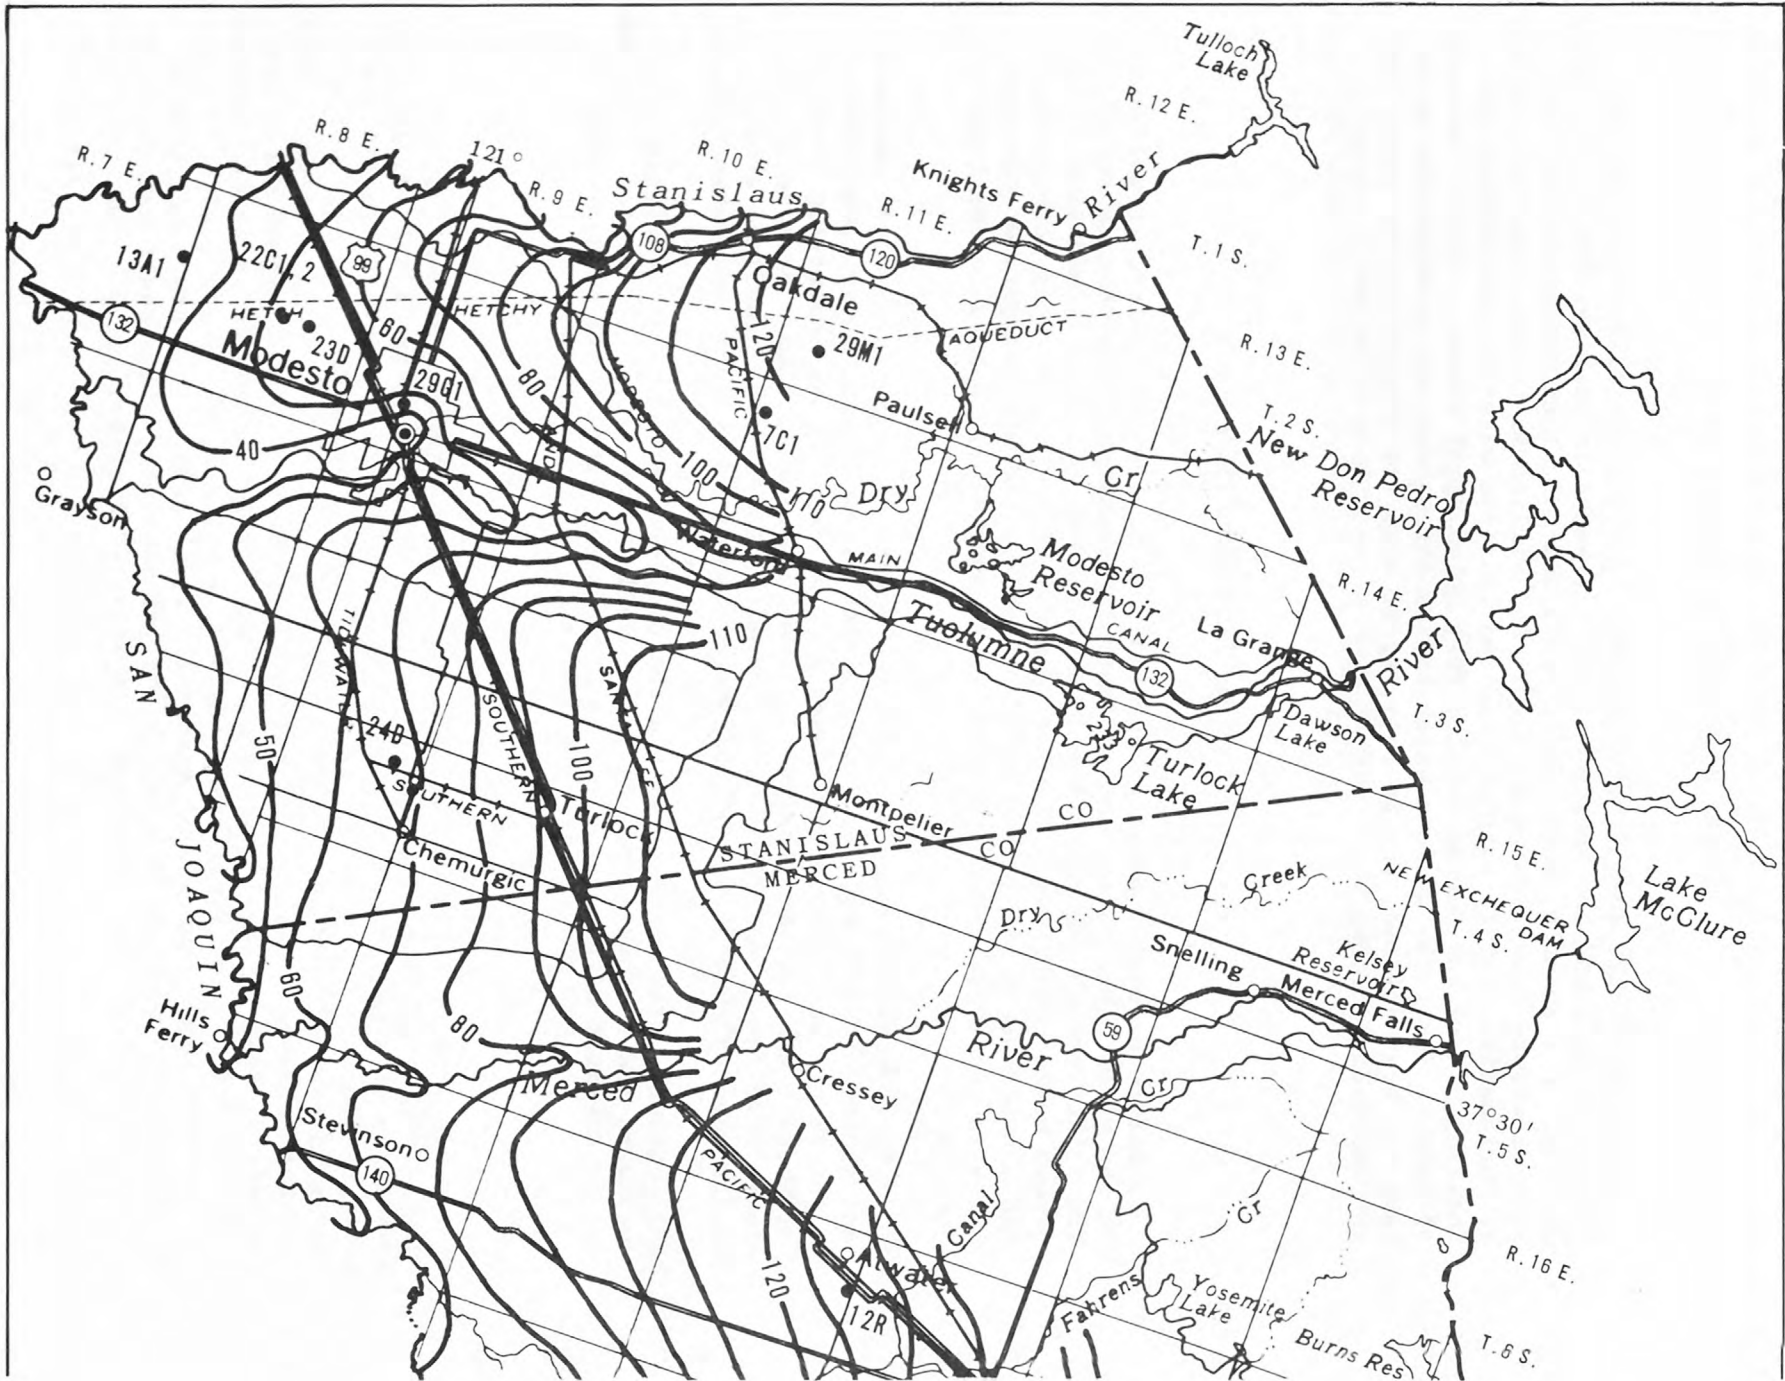 Tulloch
Lake
R. 12 E.
R. 8 E.
121°
R. 10 E.
R. 7 E.
Knights Ferry
River
R. 9 E.
Stanislaus
R. 11 E.
108
120
T. 1 S.
13A1
22C1,2
99
Oakdale
132
HETCH
HETCHY
AQUEDUCT
60
120
PACIFIC
29M1
R. 13 E.
Modesto
23D
29G1
80
MODESTO
AND
Paulsell
7C1
T. 2 S.
New Don Pedro
Reservoir
40
100
110
Dry
Cr
Grayson
Waterford
MAIN
Modesto
Reservoir
R. 14 E.
Tuolumne
CANAL
La Grange
River
132
110
SAN
TIDEWATER
SOUTHERN
SANTA FE
Dawson
Lake
T. 3 S.
50
24D
100
Turlock
Lake
SOUTHERN
Turlock
Montpelier
CO
STANISLAUS
CO
MERCED
Chemurgic
R. 15 E.
JOAQUIN
Creek
NEW EXCHEQUER
DAM
Lake
McClure
Dry
T. 4 S.
Snelling
Kelsey
Reservoir
Merced Falls
60
Hills
Ferry
80
59
River
Merced
Cressey
Cr
37°30'
T. 5 S.
Stevinson
140
PACIFIC
Canal
Cr
120
Atwater
12R
R. 16 E.
Fahrens
Yosemite
Lake
Burns Res
T. 6 S.